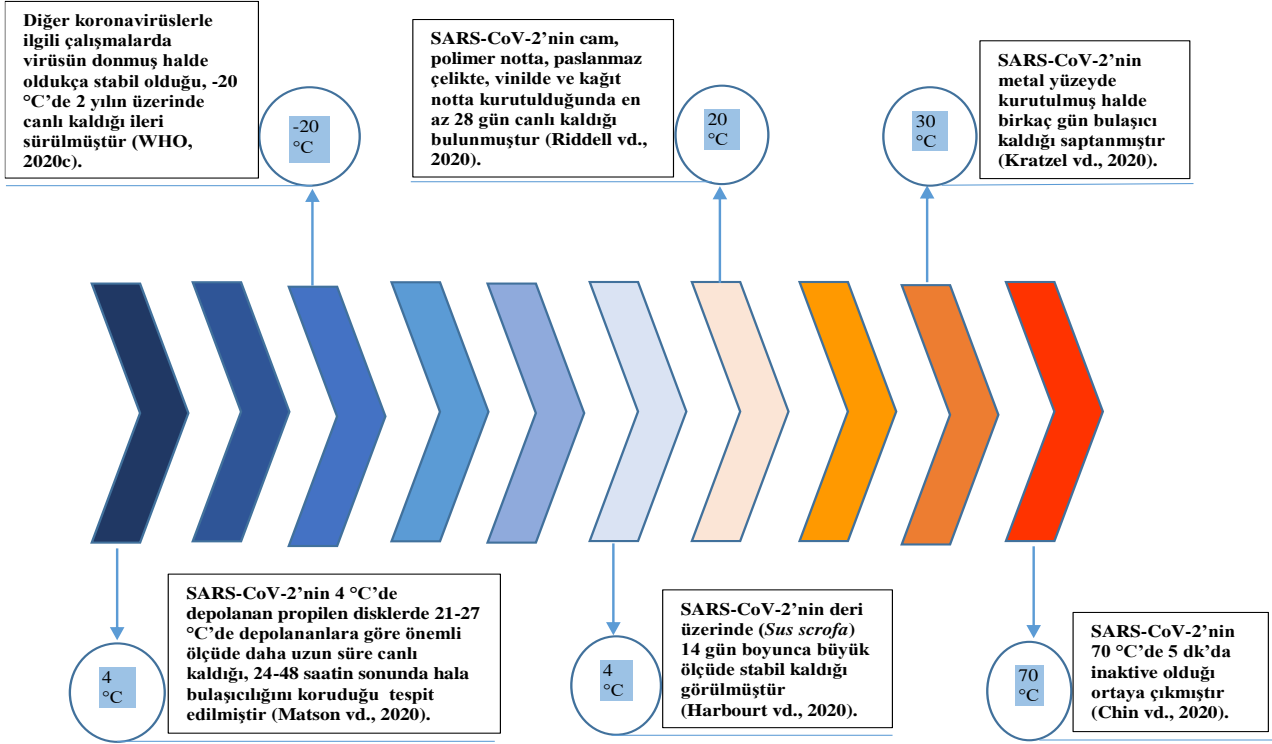 Diğer koronavirüslerle
ilgili çalışmalarda
virüsün donmuş halde
oldukça stabil olduğu, -20
°C'de 2 yılın üzerinde
canlı kaldığı ileri
sürülmüştür (WHO,
2020c).
-20
°C
SARS-CoV-2'nin cam,
polimer notta, paslanmaz
çelikte, vinilde ve kağıt
notta kurutulduğunda en
az 28 gün canlı kaldığı
bulunmuştur (Riddell vd.,
2020).
20
°C
30
°C
SARS-CoV-2'nin
metal yüzeyde
kurutulmuş halde
birkaç gün bulaşıcı
kaldığı saptanmıştır
(Kratzel vd., 2020).
4
°C
SARS-CoV-2'nin 4 °C'de
depolanan propilen disklerde 21-27
°C'de depolananlara göre önemli
ölçüde daha uzun süre canlı
kaldığı, 24-48 saatin sonunda hala
bulaşıcılığını koruduğu tespit
edilmiştir (Matson vd., 2020).
4
°C
SARS-CoV-2'nin deri
üzerinde (Sus scrofa)
14 gün boyunca büyük
ölçüde stabil kaldığı
görülmüştür
(Harbourt vd., 2020).
70
°C
SARS-CoV-2'nin
70 °C'de 5 dk'da
inaktive olduğı
ortaya çıkmıştır
(Chin vd., 2020).